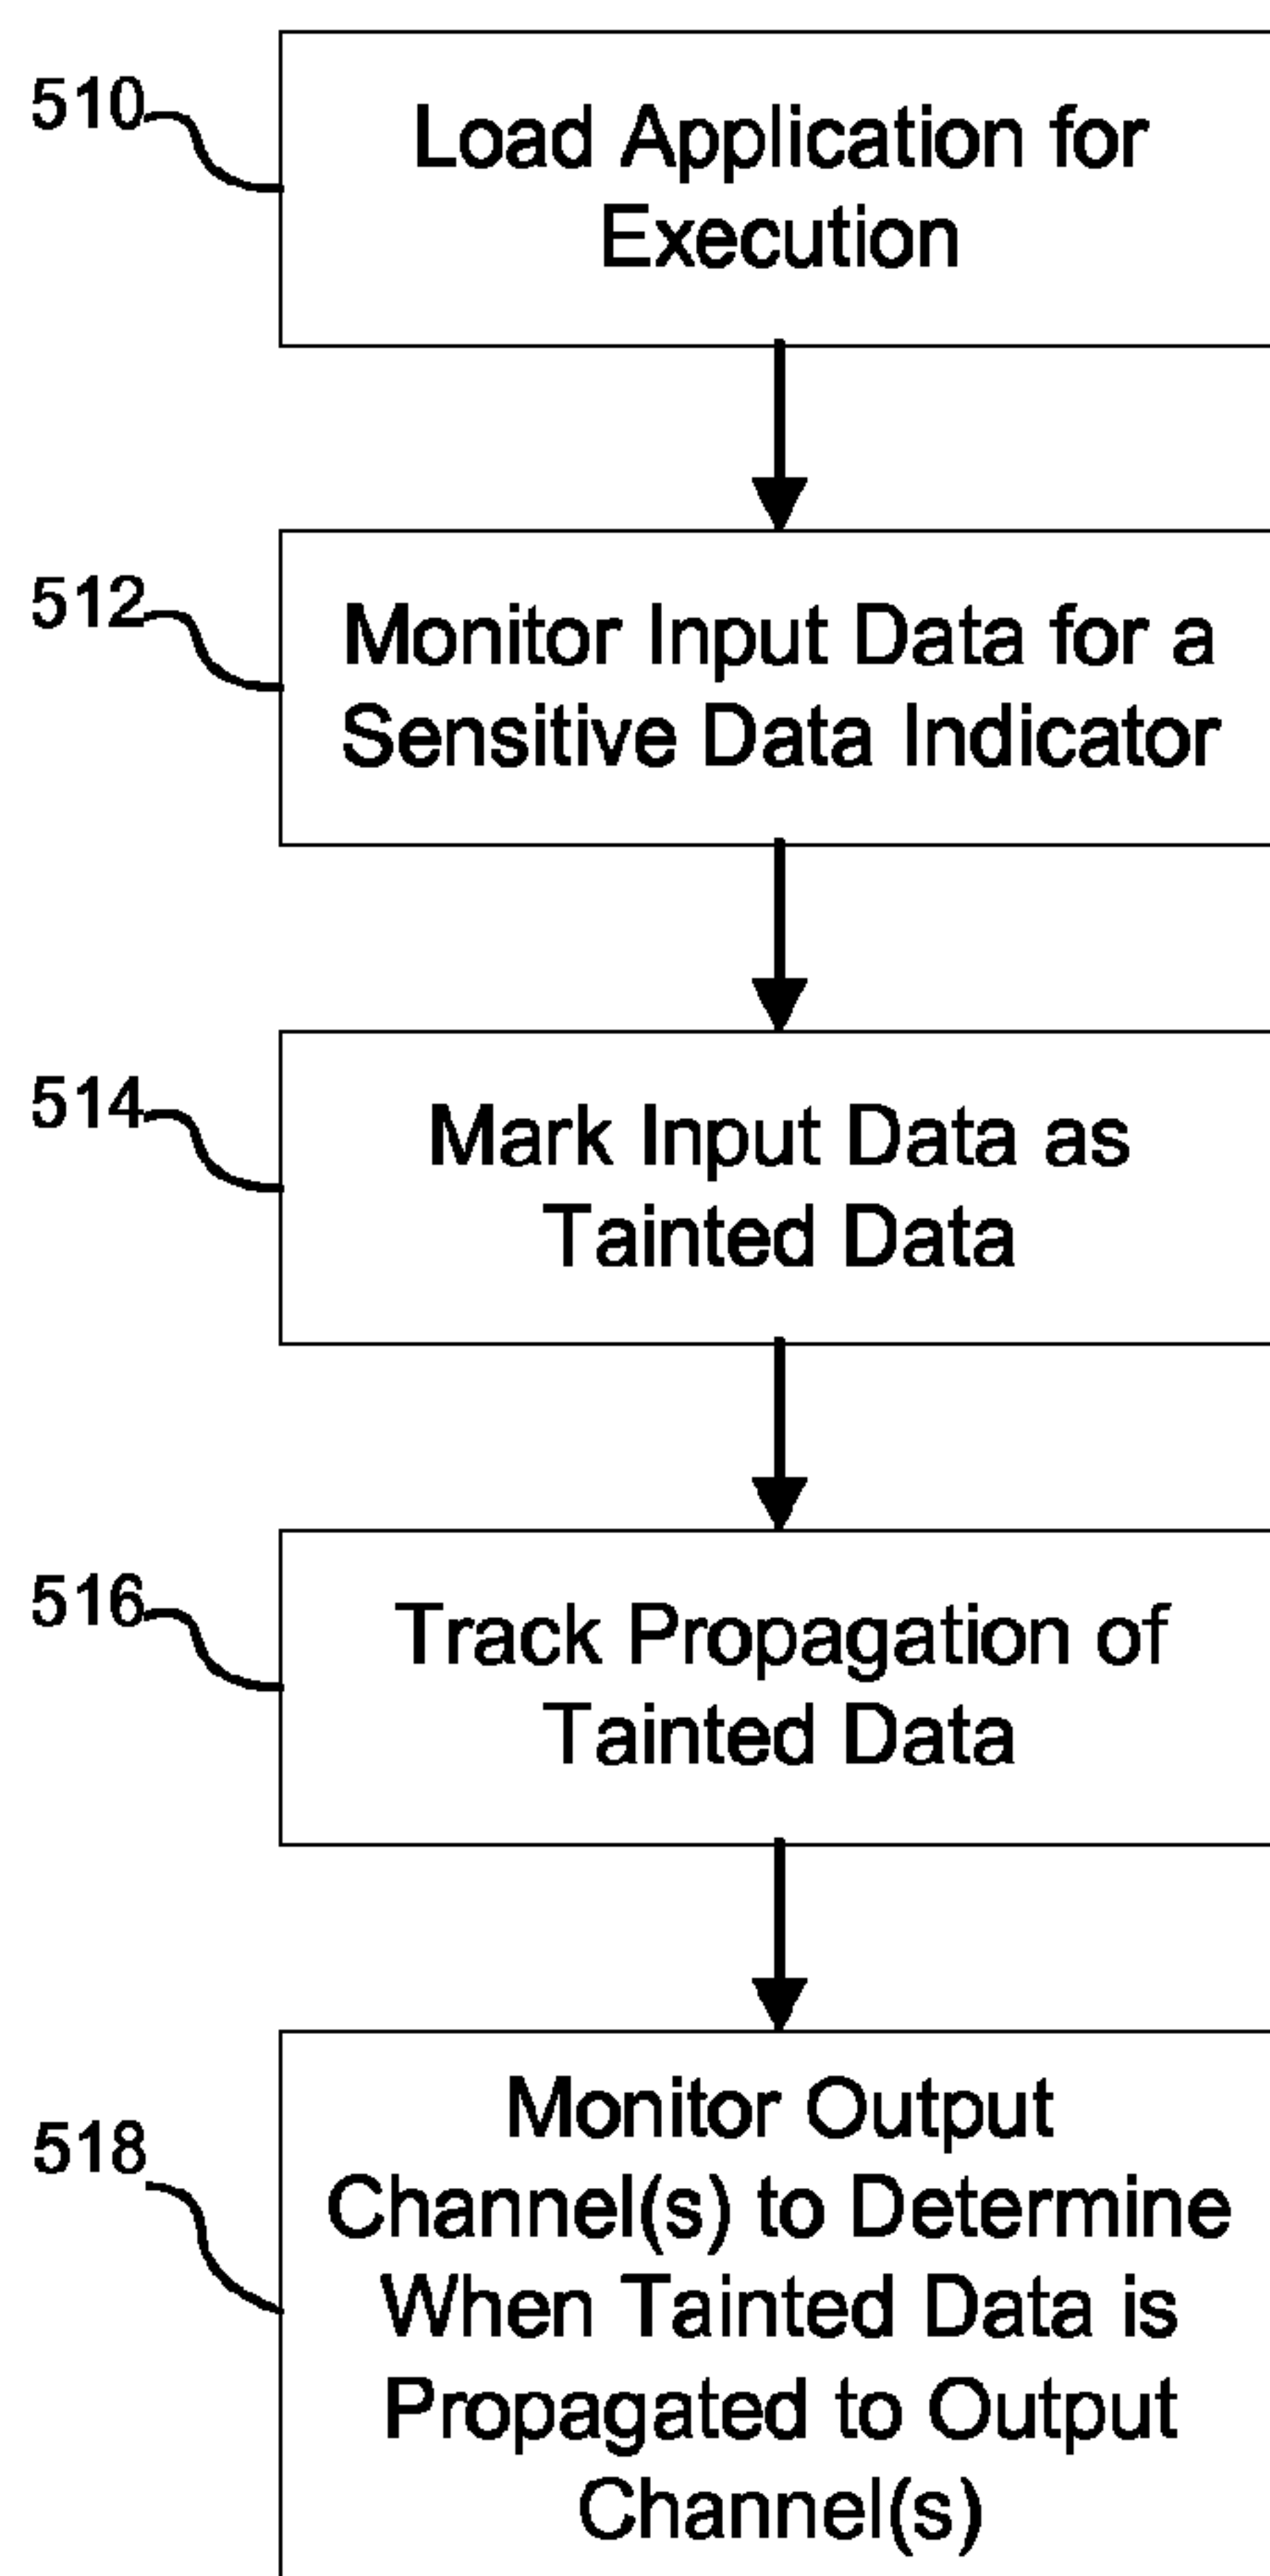 510
Load Application for
Execution
512
Monitor Input Data for a
Sensitive Data Indicator
514
Mark Input Data as
Tainted Data
516
Track Propagation of
Tainted Data
518
Monitor Output
Channel(s) to Determine
When Tainted Data is
Propagated to Output
Channel(s)